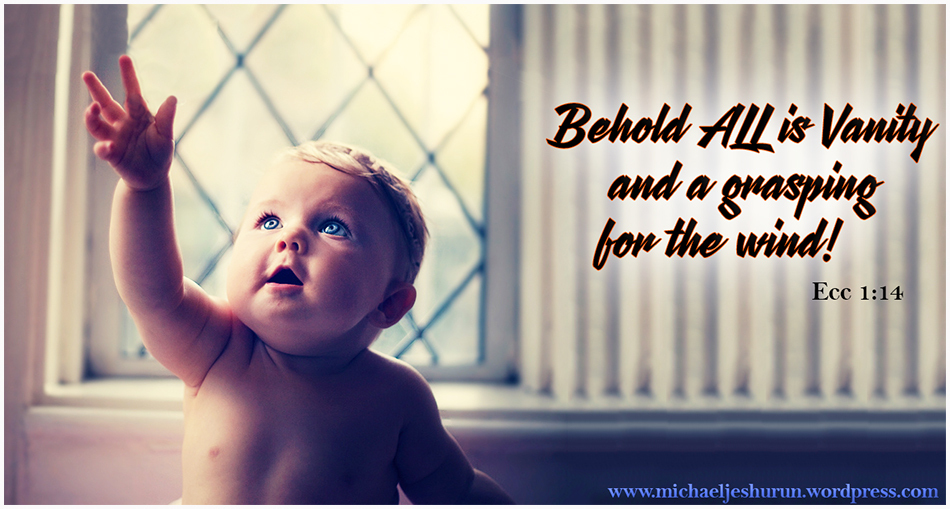 Behold ALL is Vanity
and a grasping
for the wind!
Ecc 1:14
www.michaeljeshurun.wordpress.com